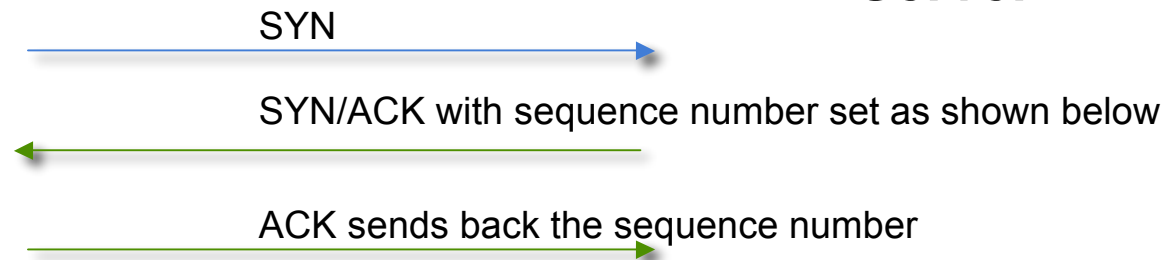 SYN
SYN/ACK with sequence number set as shown below
ACK sends back the sequence number